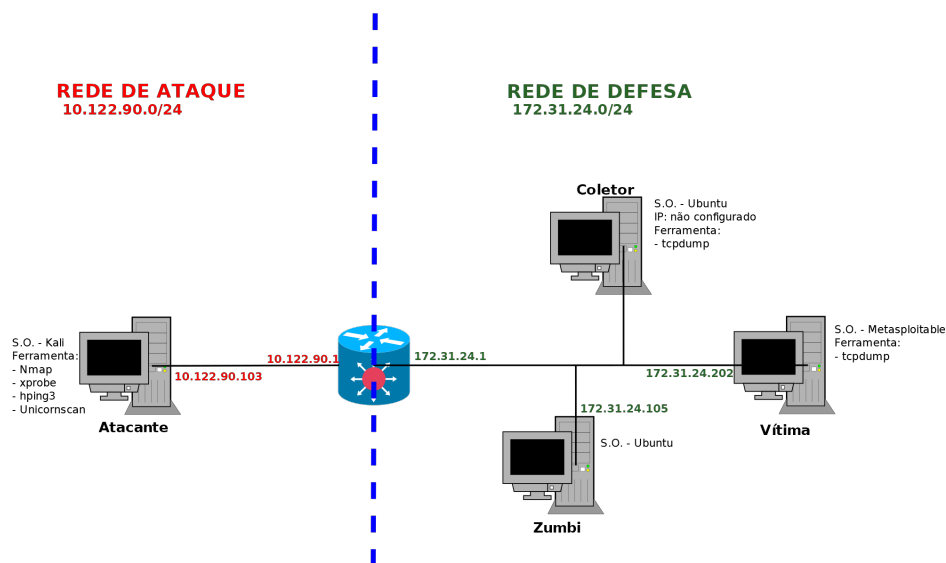 REDE DE ATAQUE
10.122.90.0/24
REDE DE DEFESA
172.31.24.0/24
Coletor
S.O. - Ubuntu
IP: não configurado
Ferramenta:
- tcpdump
S.O. - Kali
Ferramenta:
- Nmap
- xprobe
- hping3
- Unicornscan
10.122.90.103
Atacante
10.122.90.1
172.31.24.1
172.31.24.202
S.O. - Metasploitable
Ferramenta:
- tcpdump
Vítima
172.31.24.105
S.O. - Ubuntu
Zumbi